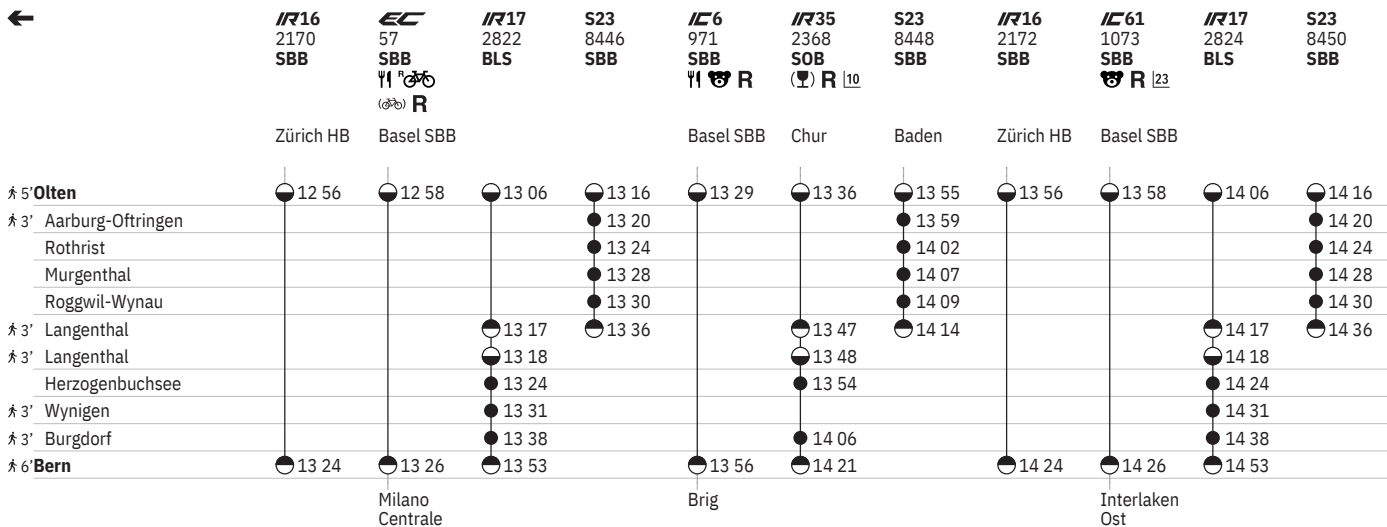 ← IR16 EC IR17 S23 IC6 IR35 S23 IR16 IC61 IR17 S23
2170 57 2822 8446 971 2368 8448 2172 1073 2824 8450
SBB SBB BLS SBB SBB SOB SBB SBB SBB BLS SBB
R R ( ) R 10 R 23
( ) R
Zürich HB Basel SBB Basel SBB Chur Baden Zürich HB Basel SBB
5' Olten 12 56 12 58 13 06 13 16 13 29 13 36 13 55 13 56 13 58 14 06 14 16
3' Aarburg-Oftringen 13 20 13 59 14 20
Rothrist 13 24 14 02 14 24
Murgenthal 13 28 14 07 14 28
Roggwil-Wynau 13 30 14 09 14 30
3' Langenthal 13 17 13 36 13 47 14 14 14 17 14 36
3' Langenthal 13 18 13 48 14 18
Herzogenbuchsee 13 24 13 54 14 24
3' Wynigen 13 31 14 31
3' Burgdorf 13 38 14 06 14 38
6' Bern 13 24 13 26 13 53 13 56 14 21 14 24 14 26 14 53
Milano Brig Interlaken
Centrale Ost